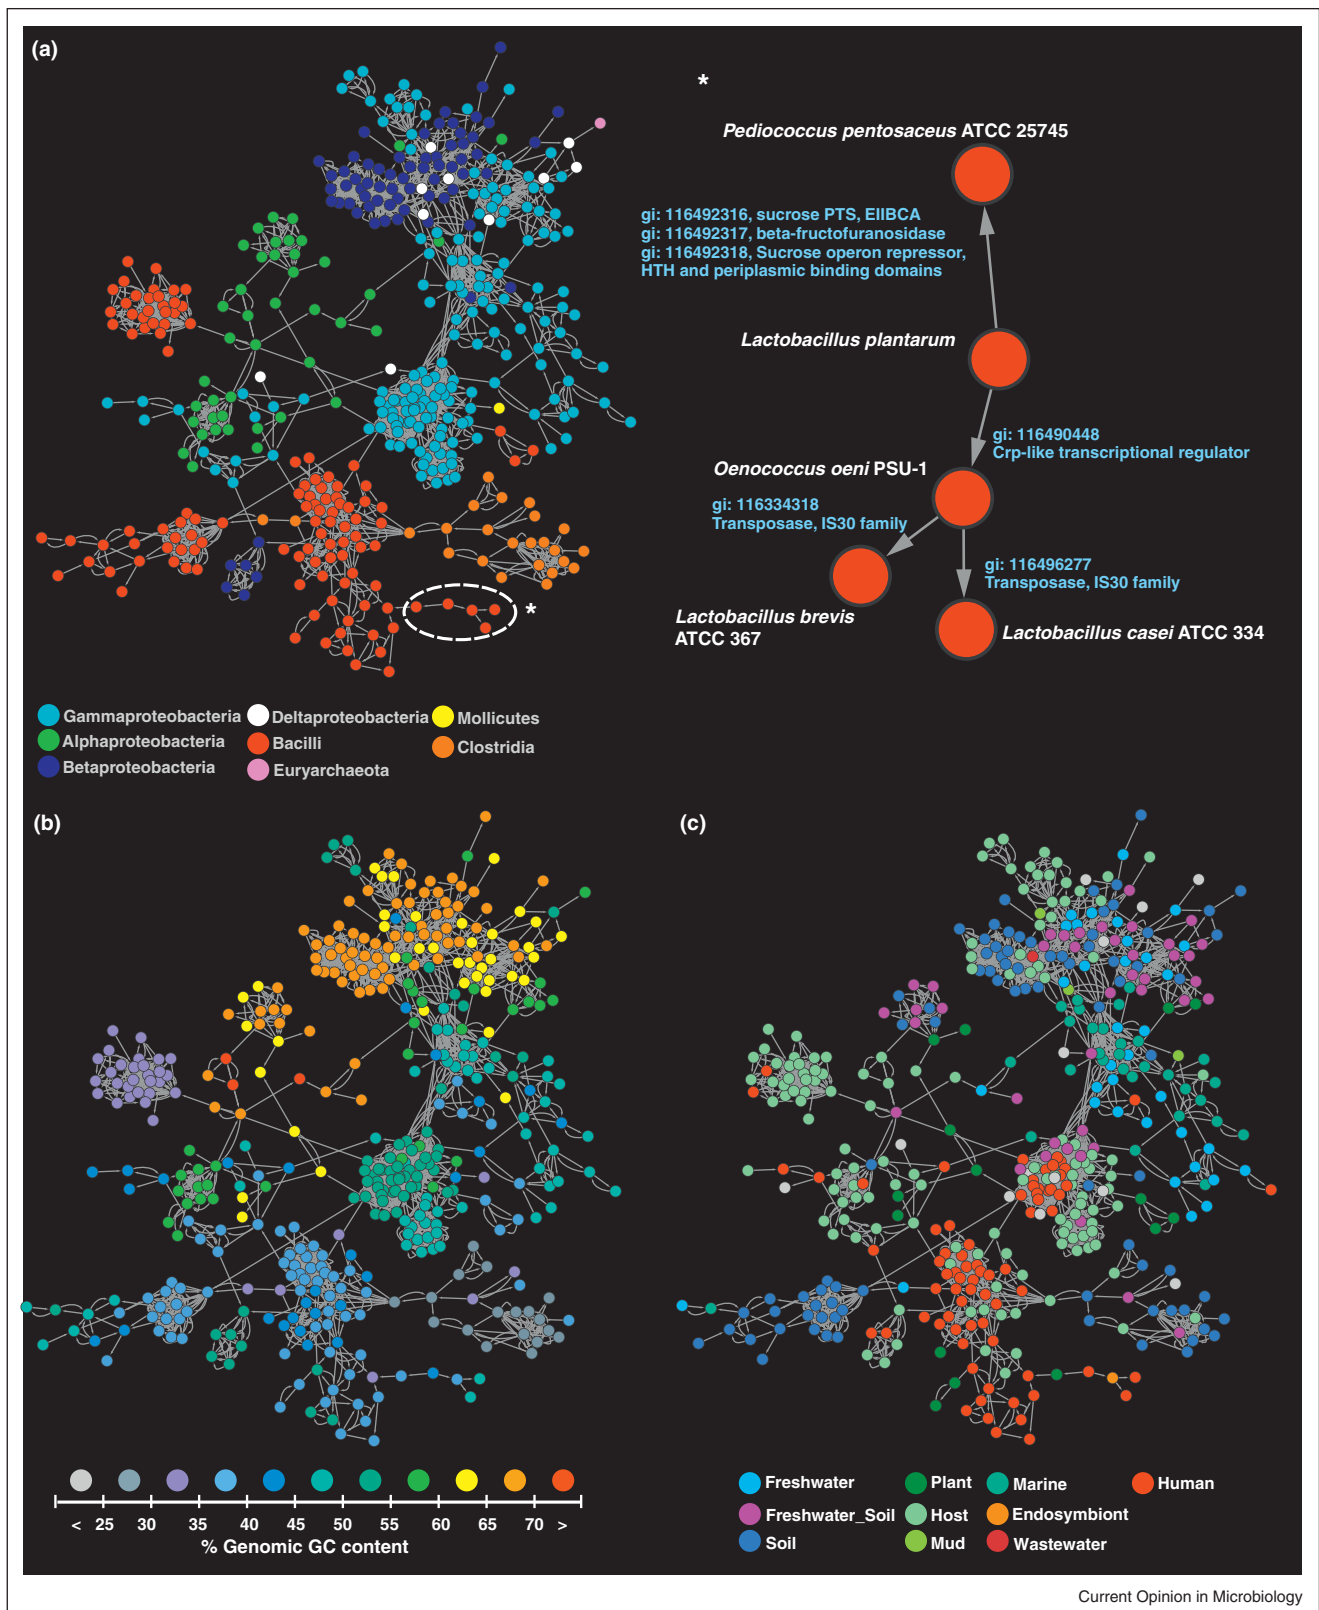 (a)
*
Pediococcus pentosaceus ATCC 25745
gi: 116492316, sucrose PTS, EIIBCA
gi: 116492317, beta-fructofuranosidase
gi: 116492318, Sucrose operon repressor,
HTH and periplasmic binding domains
Lactobacillus plantarum
gi: 116490448
Crp-like transcriptional regulator
Oenococcus oeni PSU-1
gi: 116334318
Transposase, IS30 family
gi: 116496277
Transposase, IS30 family
Lactobacillus brevis
ATCC 367
Lactobacillus casei ATCC 334
*
Gammaproteobacteria
Deltaproteobacteria
Mollicutes
Alphaproteobacteria
Bacilli
Clostridia
Betaproteobacteria
Euryarchaeota
(b)
< 25 30 35 40 45 50 55 60 65 70 >
% Genomic GC content
(c)
Freshwater
Plant
Marine
Human
Freshwater_Soil
Host
Endosymbiont
Soil
Mud
Wastewater
Current Opinion in Microbiology